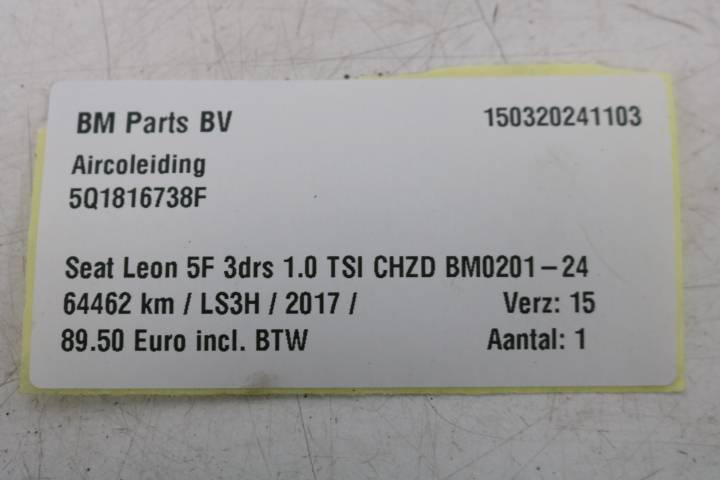 BM Parts BV 150320241103
Aircoleiding
5Q1816738F
Seat Leon 5F 3drs 1.0 TSI CHZD BM0201-24
64462 km / LS3H / 2017 / Verz: 15
89.50 Euro incl. BTW Aantal: 1